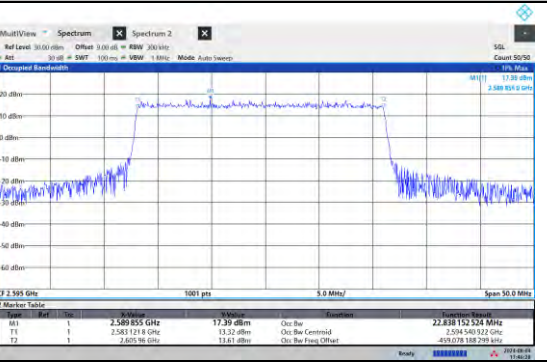 MultiView Spectrum Spectrum 2
Ref Level 30.00 dBm Offset 9.00 dB RBW 300 kHz SGL
Att 30 dB SWT 100 ms VBW 1 MHz Mode Auto Sweep Count 50/50
1 Occupied Bandwidth 1Pk Max
M1[1] 17.39 dBm
2.589 855 0 GHz
20 dBm
10 dBm
0 dBm
-10 dBm
-20 dBm
-30 dBm
-40 dBm
-50 dBm
-60 dBm
CF 2.595 GHz 1001 pts 5.0 MHz/ Span 50.0 MHz
2 Marker Table
Type Ref Trc X-Value Y-Value Function Function Result
M1 1 2.589855 GHz 17.39 dBm Occ Bw 22.838 152 524 MHz
T1 1 2.583 121 8 GHz 13.32 dBm Occ Bw Centroid 2.594 540 922 GHz
T2 1 2.605 96 GHz 13.61 dBm Occ Bw Freq Offset -459.078 188 299 kHz
Ready